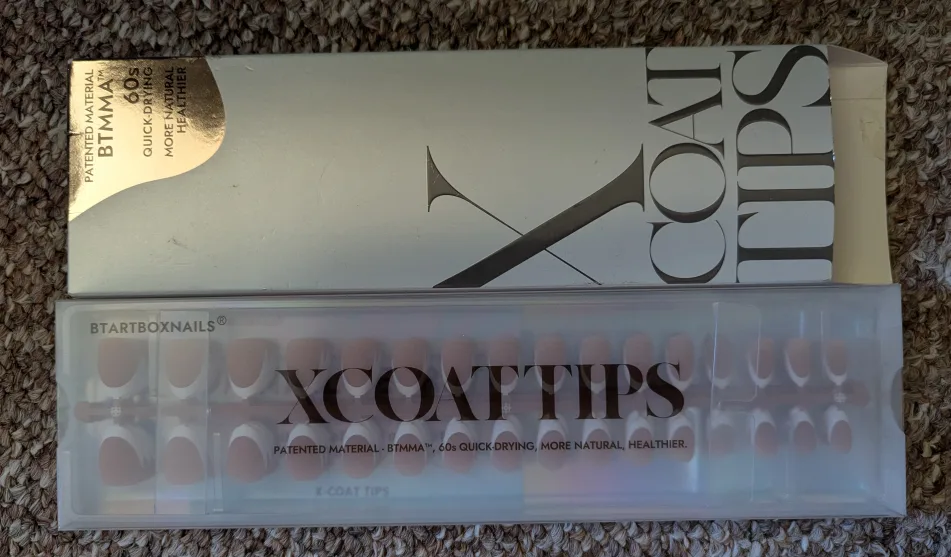 PATENTED MATERIAL
BTMMA™
60s
QUICK-DRYING
MORE NATURAL
HEALTHIER
X
COAT
TIPS
BTARTBOXNAILS®
XCOATTIPS
PATENTED MATERIAL - BTMMA™, 60s QUICK-DRYING, MORE NATURAL, HEALTHIER.
X-COAT TIPS